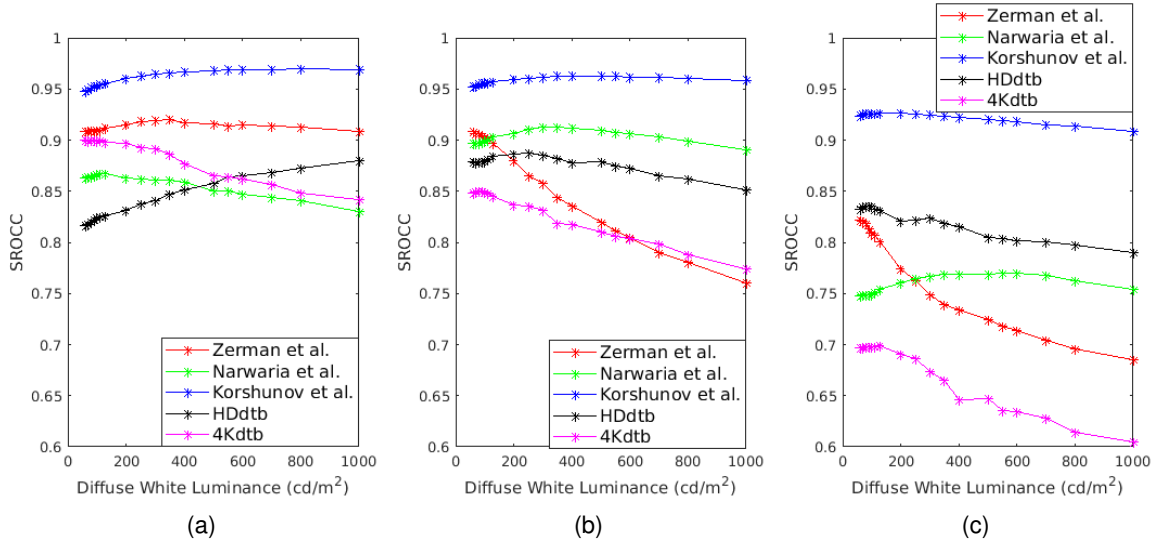 1
0.95
0.9
0.85
0.8
0.75
0.7
0.65
0.6
SROCC
0 200 400 600 800 1000
Diffuse White Luminance (cd/m²)
Zerman et al.
Narwaria et al.
Korshunov et al.
HDdtb
4Kdtb
(a)
1
0.95
0.9
0.85
0.8
0.75
0.7
0.65
0.6
SROCC
0 200 400 600 800 1000
Diffuse White Luminance (cd/m²)
Zerman et al.
Narwaria et al.
Korshunov et al.
HDdtb
4Kdtb
(b)
Zerman et al.
Narwaria et al.
Korshunov et al.
HDdtb
4Kdtb
1
0.95
0.9
0.85
0.8
0.75
0.7
0.65
0.6
SROCC
0 200 400 600 800 1000
Diffuse White Luminance (cd/m²)
(c)